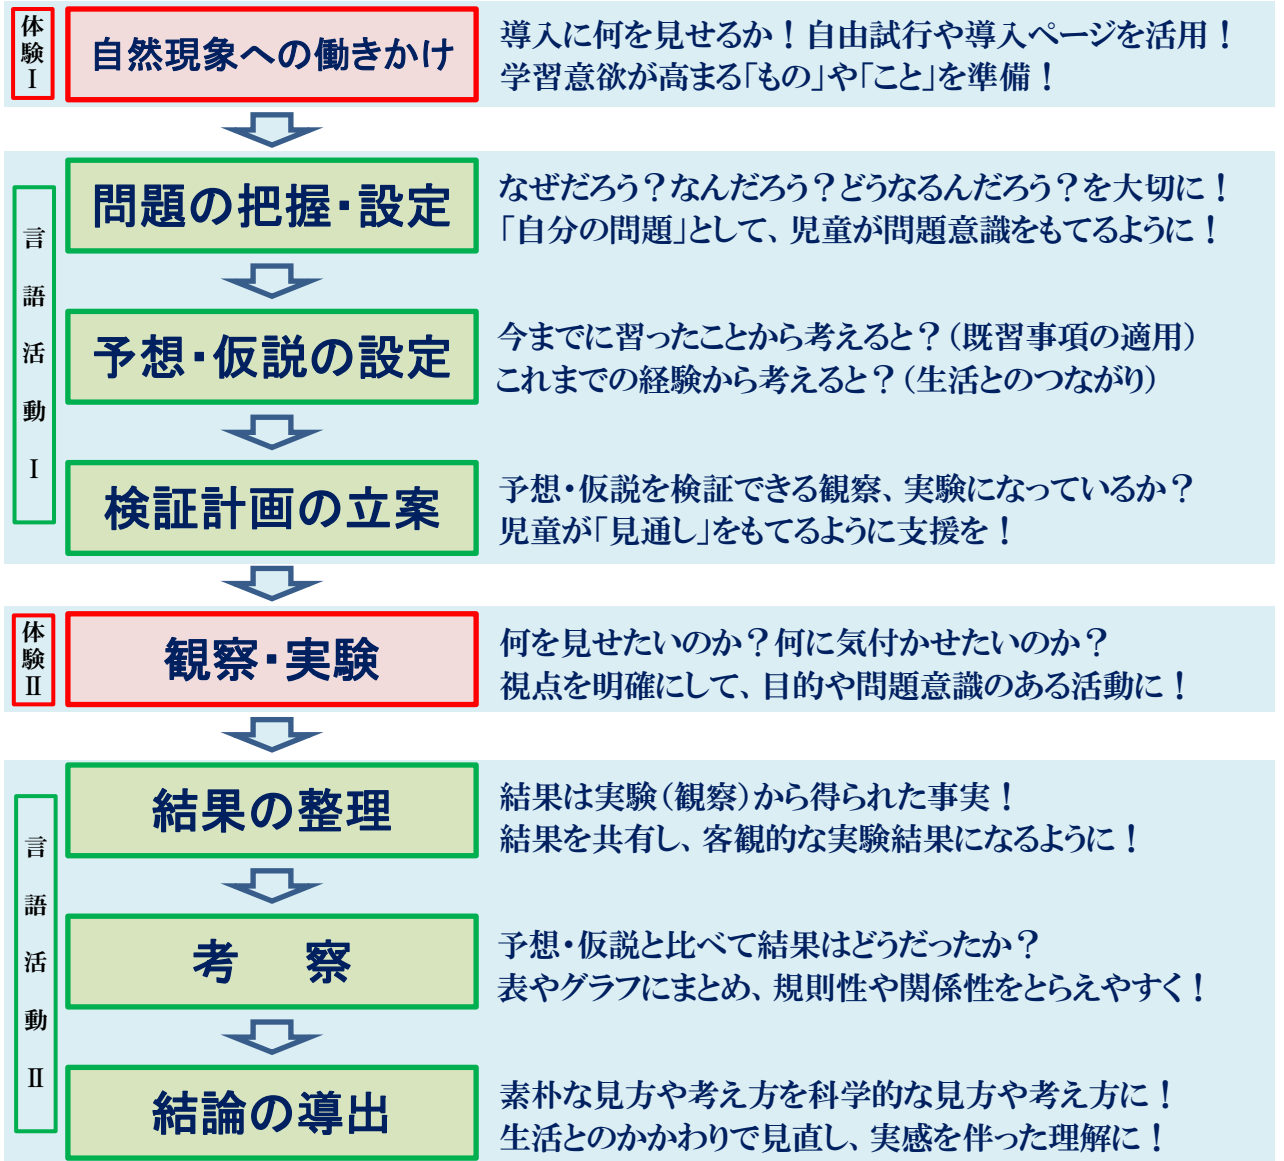 体験Ⅰ
自然現象への働きかけ
導入に何を見せるか！自由試行や導入ページを活用！
学習意欲が高まる「もの」や「こと」を準備！
言語活動Ⅰ
問題の把握・設定
なぜだろう？なんだろう？どうなるんだろう？を大切に！
「自分の問題」として、児童が問題意識をもてるように！
予想・仮説の設定
今までに習ったことから考えると？（既習事項の適用）
これまでの経験から考えると？（生活とのつながり）
検証計画の立案
予想・仮説を検証できる観察、実験になっているか？
児童が「見通し」をもてるように支援を！
体験Ⅱ
観察・実験
何を見せたいのか？何に気付かせたいのか？
視点を明確にして、目的や問題意識のある活動に！
言語活動Ⅱ
結果の整理
結果は実験（観察）から得られた事実！
結果を共有し、客観的な実験結果になるように！
考　察
予想・仮説と比べて結果はどうだったか？
表やグラフにまとめ、規則性や関係性をとらえやすく！
結論の導出
素朴な見方や考え方を科学的な見方や考え方に！
生活とのかかわりで見直し、実感を伴った理解に！